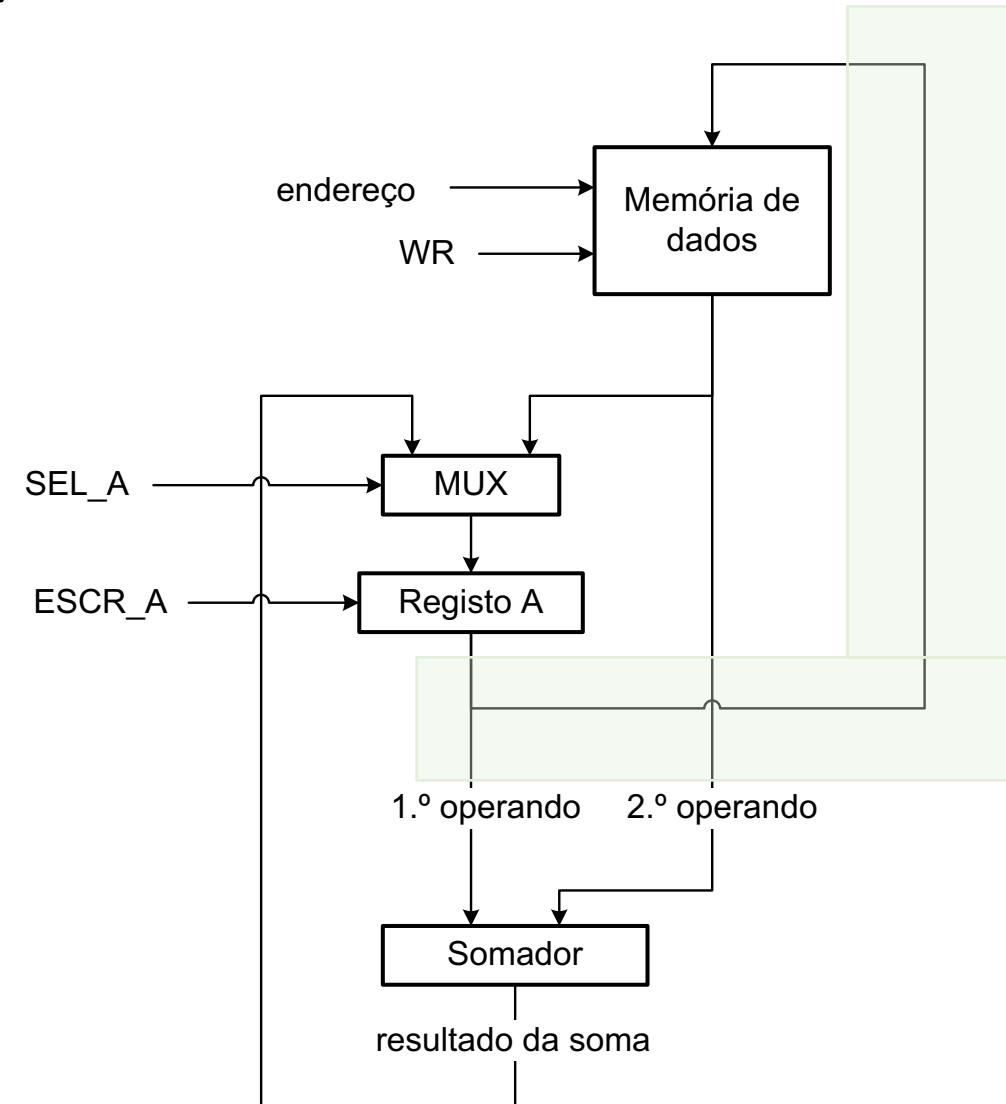 endereço
Memória de
dados
WR
SEL_A
MUX
ESCR_A
Registo A
1.º operando
2.º operando
Somador
resultado da soma